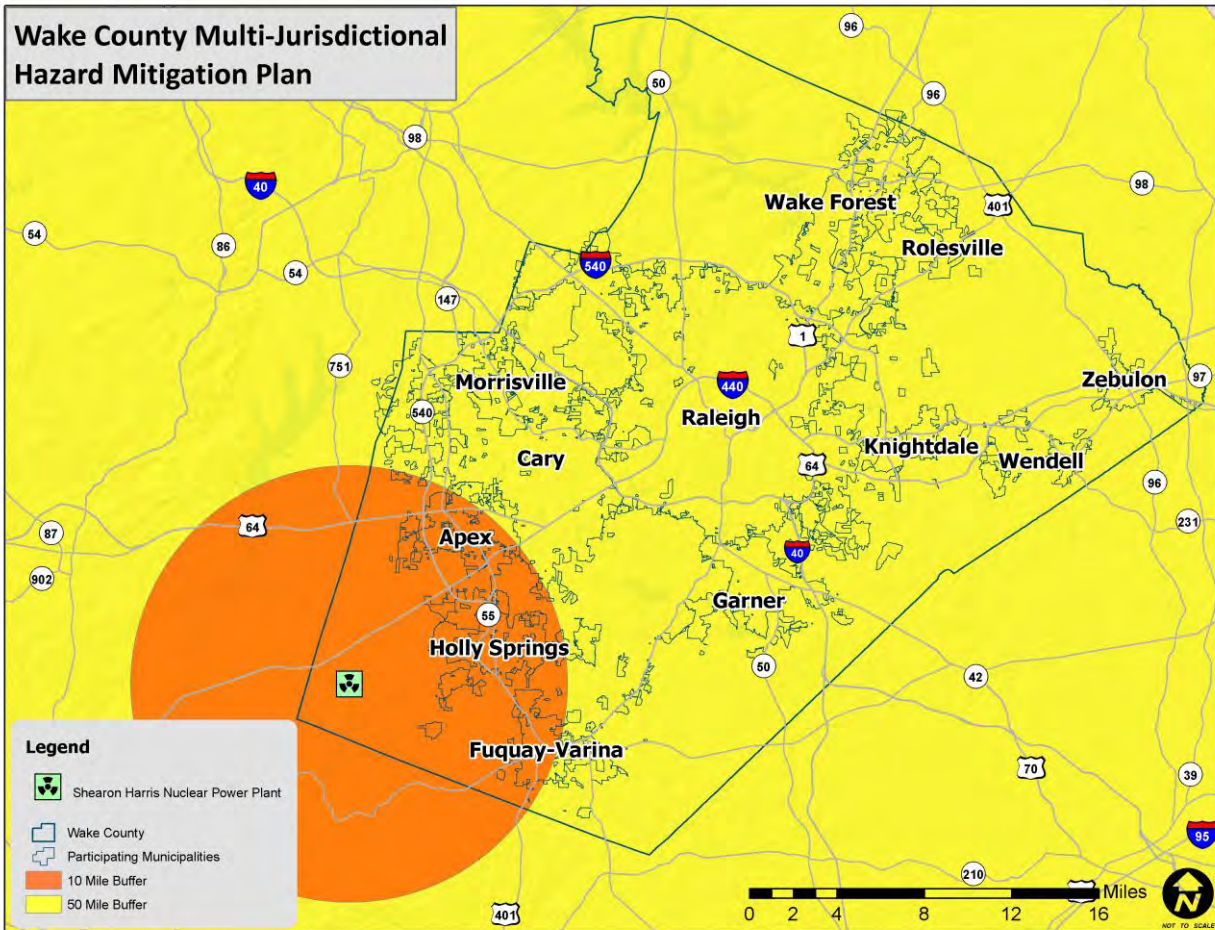 Wake County Multi-Jurisdictional
Hazard Mitigation Plan
96
50
96
98
40
98
Wake Forest
401
54
86
Rolesville
54
540
147
1
751
440
97
Zebulon
Morrisville
540
Raleigh
Knightdale
Cary
Wendell
64
96
64
231
87
Apex
40
902
Garner
55
Holly Springs
50
42
Fuquay-Varina
70
39
95
210
401
Legend
Shearon Harris Nuclear Power Plant
Wake County
Participating Municipalities
10 Mile Buffer
50 Mile Buffer
Miles
0 2 4 8 12 16
N
NOT TO SCALE